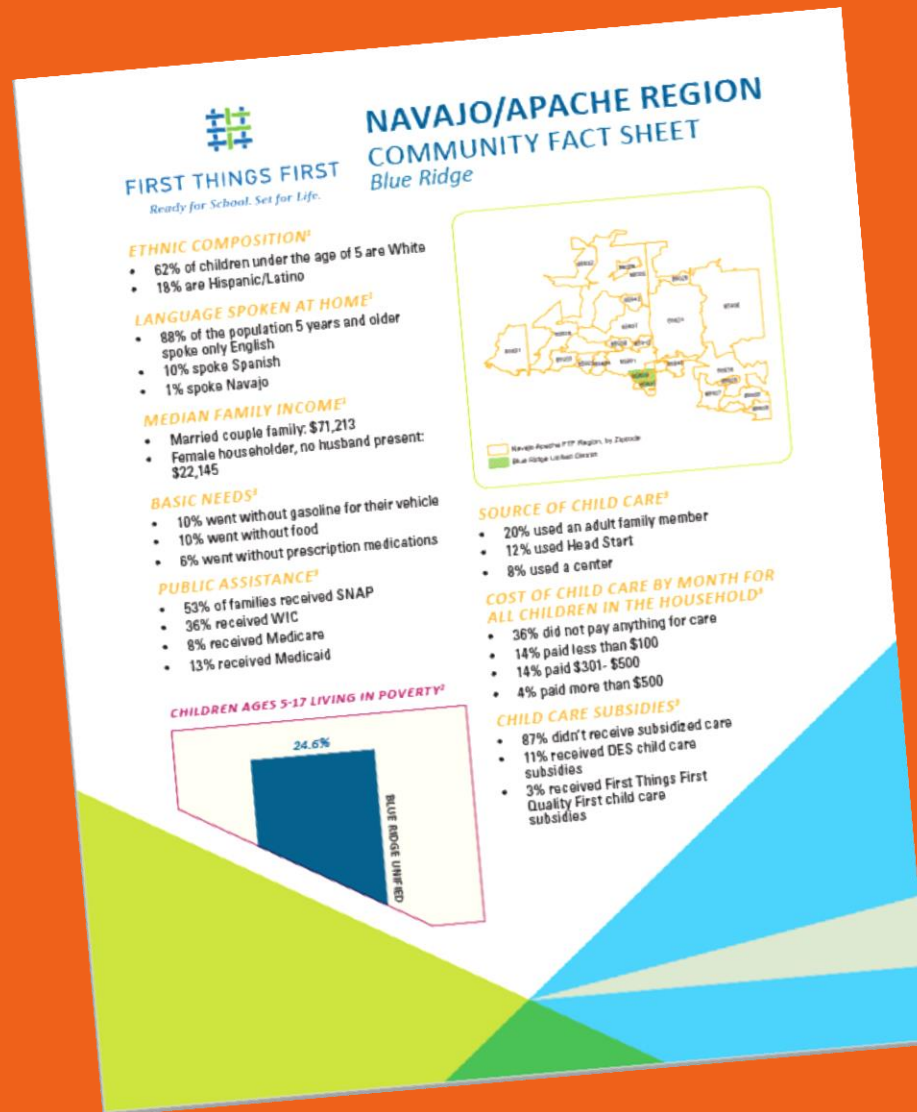 FIRST THINGS FIRST
Ready for School. Set for Life.
NAVAJO/APACHE REGION
COMMUNITY FACT SHEET
Blue Ridge
ETHNIC COMPOSITION¹
• 62% of children under the age of 5 are White
• 18% are Hispanic/Latino
LANGUAGE SPOKEN AT HOME¹
• 88% of the population 5 years and older
spoke only English
• 10% spoke Spanish
• 1% spoke Navajo
MEDIAN FAMILY INCOME¹
• Married couple family: $71,213
• Female householder, no husband present:
$22,145
BASIC NEEDS³
• 10% went without gasoline for their vehicle
• 10% went without food
• 6% went without prescription medications
PUBLIC ASSISTANCE³
• 53% of families received SNAP
• 36% received WIC
• 8% received Medicare
• 13% received Medicaid
CHILDREN AGES 5-17 LIVING IN POVERTY²
24.6%
BLUE RIDGE UNIFIED
Navajo Apache FTF Region, by Zipcode
Blue Ridge Unified District
SOURCE OF CHILD CARE³
• 20% used an adult family member
• 12% used Head Start
• 8% used a center
COST OF CHILD CARE BY MONTH FOR
ALL CHILDREN IN THE HOUSEHOLD³
• 36% did not pay anything for care
• 14% paid less than $100
• 14% paid $301- $500
• 4% paid more than $500
CHILD CARE SUBSIDIES³
• 87% didn't receive subsidized care
• 11% received DES child care
subsidies
• 3% received First Things First
Quality First child care
subsidies